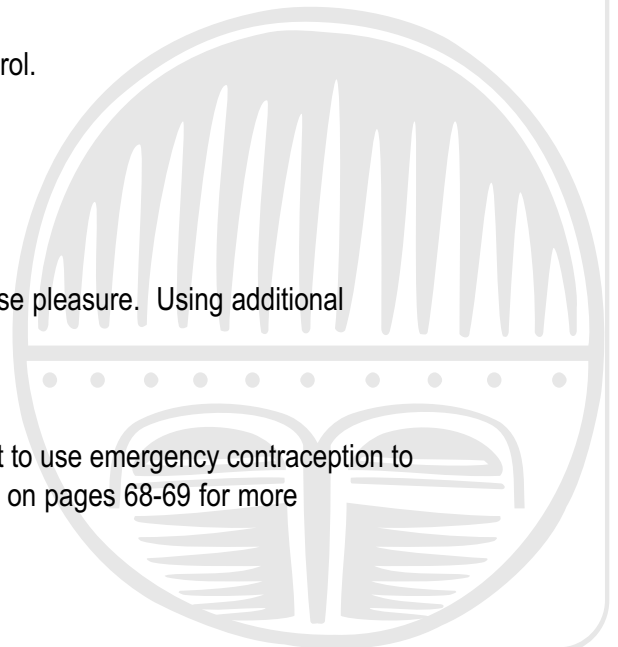 rol.
se pleasure.  Using additional
t to use emergency contraception to
on pages 68-69 for more